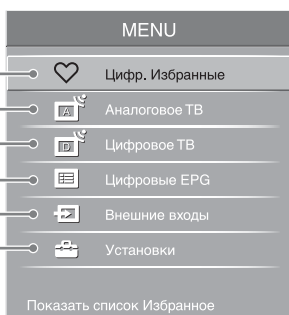 MENU
Цифр. Избранные
Аналоговое ТВ
Цифровое ТВ
Цифровые EPG
Внешние входы
Установки
Показать список Избранное